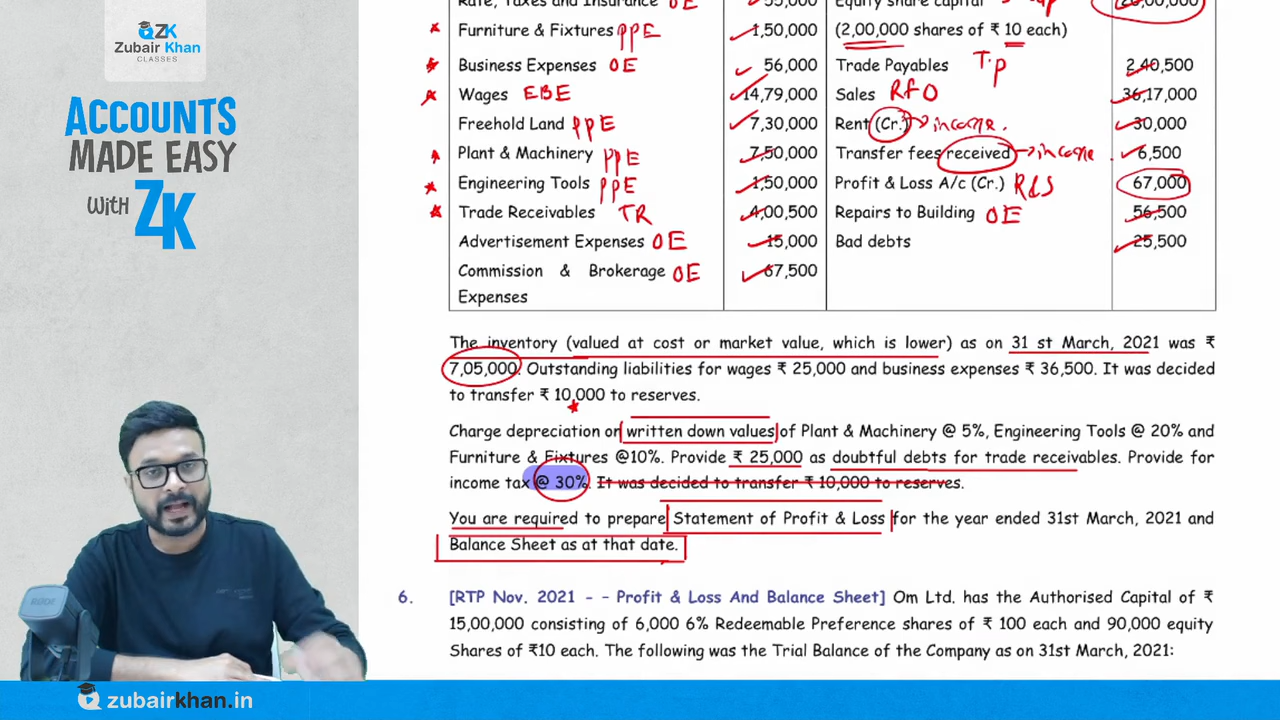 ZK
Zubair Khan
CLASSES
ACCOUNTS
MADE EASY
WITH ZK
Rate, Taxes and Insurance OE 55,000 Equity share capital
Furniture & Fixtures PPE 1,50,000 (2,00,000 shares of ₹ 10 each)
Business Expenses OE 56,000 Trade Payables T.P 2,40,500
Wages EBE 14,79,000 Sales RFO 36,17,000
Freehold Land PPE 7,30,000 Rent (Cr.) → income. 30,000
Plant & Machinery PPE 7,50,000 Transfer fees received → income 6,500
Engineering Tools PPE 1,50,000 Profit & Loss A/c (Cr.) R&S 67,000
Trade Receivables TR 4,00,500 Repairs to Building OE 56,500
Advertisement Expenses OE 15,000 Bad debts 25,500
Commission & Brokerage OE 67,500
Expenses
The inventory (valued at cost or market value, which is lower) as on 31 st March, 2021 was ₹
7,05,000. Outstanding liabilities for wages ₹ 25,000 and business expenses ₹ 36,500. It was decided
to transfer ₹ 10,000 to reserves.
Charge depreciation on written down values of Plant & Machinery @ 5%, Engineering Tools @ 20% and
Furniture & Fixtures @10%. Provide ₹ 25,000 as doubtful debts for trade receivables. Provide for
income tax @ 30%. It was decided to transfer ₹ 10,000 to reserves.
You are required to prepare Statement of Profit & Loss for the year ended 31st March, 2021 and
Balance Sheet as at that date.
6. [RTP Nov. 2021 - - Profit & Loss And Balance Sheet] Om Ltd. has the Authorised Capital of ₹
15,00,000 consisting of 6,000 6% Redeemable Preference shares of ₹ 100 each and 90,000 equity
Shares of ₹10 each. The following was the Trial Balance of the Company as on 31st March, 2021:
zubairkhan.in